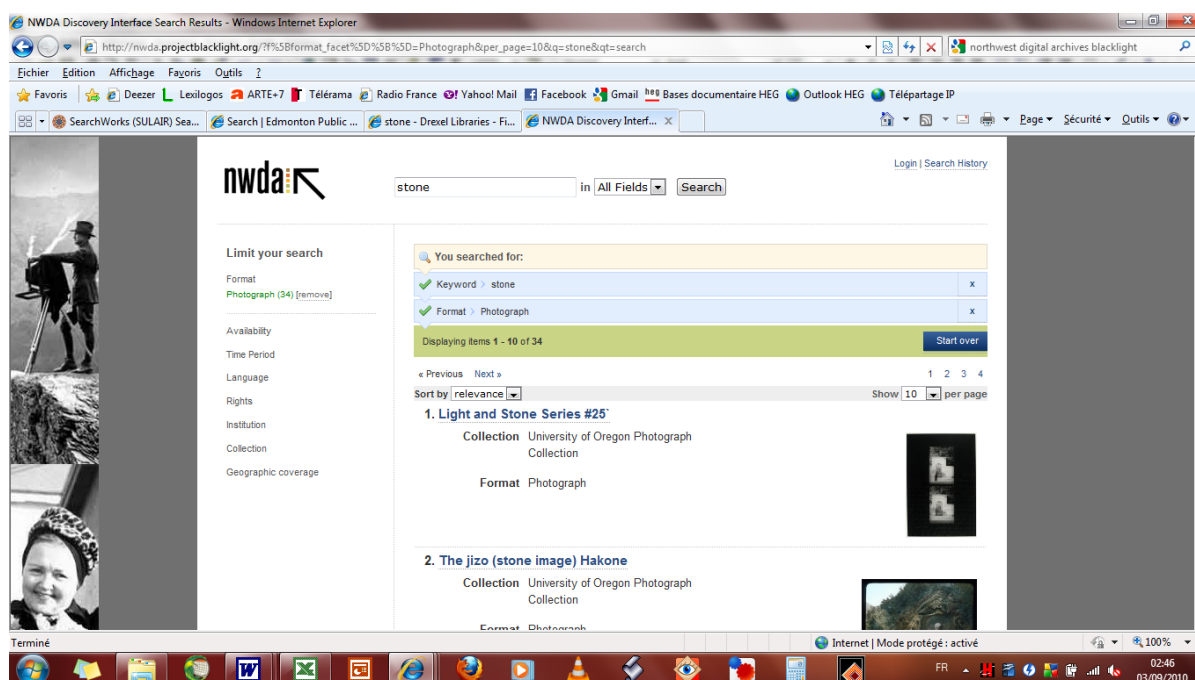 NWDA Discovery Interface Search Results - Windows Internet Explorer
http://nwda.projectblacklight.org/?f%5Bformat_facet%5D%5B%5D=Photograph&per_page=10&q=stone&qt=search
northwest digital archives blacklight
Fichier Edition Affichage Favoris Outils ?
Favoris Deezer Lexilogos ARTE+7 Télérama Radio France Yahoo! Mail Facebook Gmail heg Bases documentaire HEG Outlook HEG Télépartage IP
SearchWorks (SULAIR) Sea... Search | Edmonton Public ... stone - Drexel Libraries - Fi... NWDA Discovery Interf... X Page Sécurité Outils
nwda
Login | Search History
stone in All Fields Search
Limit your search
Format
Photograph (34) [remove]
Availability
Time Period
Language
Rights
Institution
Collection
Geographic coverage
You searched for:
Keyword > stone x
Format > Photograph x
Displaying items 1 - 10 of 34 Start over
« Previous Next » 1 2 3 4
Sort by relevance Show 10 per page
1. Light and Stone Series #25`
Collection University of Oregon Photograph
Collection
Format Photograph
2. The jizo (stone image) Hakone
Collection University of Oregon Photograph
Collection
Format Photograph
Terminé Internet | Mode protégé : activé 100%
FR 02:46
03/09/2010